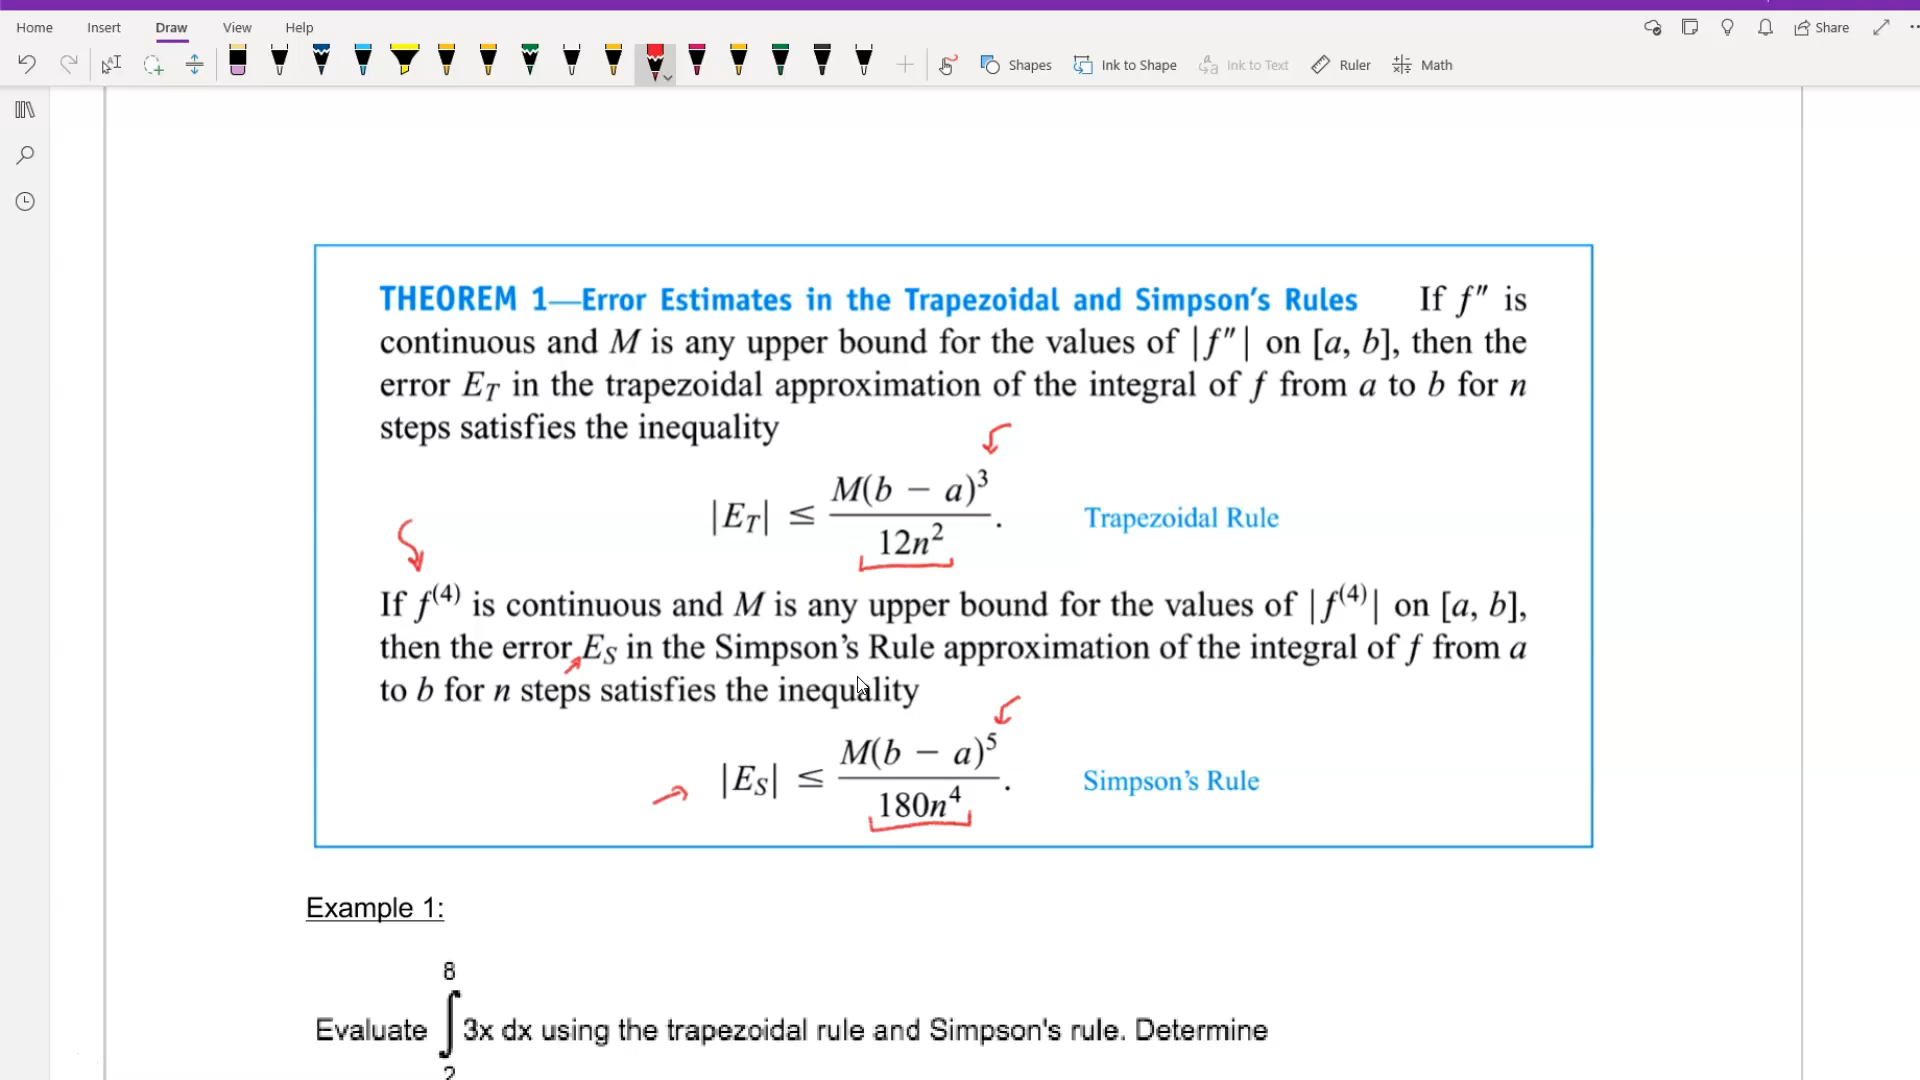 Home Insert Draw View Help Share
Shapes Ink to Shape Ink to Text Ruler Math
THEOREM 1—Error Estimates in the Trapezoidal and Simpson's Rules If f″ is
continuous and M is any upper bound for the values of |f″| on [a, b], then the
error E_T in the trapezoidal approximation of the integral of f from a to b for n
steps satisfies the inequality
|E_T| ≤ M(b − a)³ / 12n². Trapezoidal Rule
If f⁽⁴⁾ is continuous and M is any upper bound for the values of |f⁽⁴⁾| on [a, b],
then the error E_S in the Simpson's Rule approximation of the integral of f from a
to b for n steps satisfies the inequality
|E_S| ≤ M(b − a)⁵ / 180n⁴. Simpson's Rule
Example 1:
8
Evaluate ∫ 3x dx using the trapezoidal rule and Simpson's rule. Determine
2